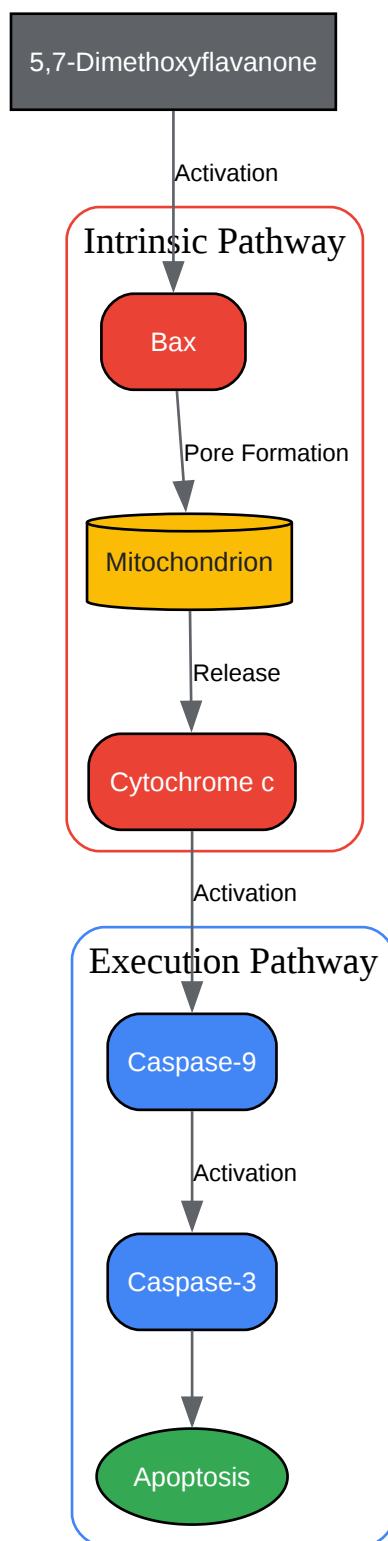 5,7-Dimethoxyflavanone
Activation
Intrinsic Pathway
Bax
Pore Formation
Mitochondrion
Release
Cytochrome c
Activation
Execution Pathway
Caspase-9
Activation
Caspase-3
Apoptosis